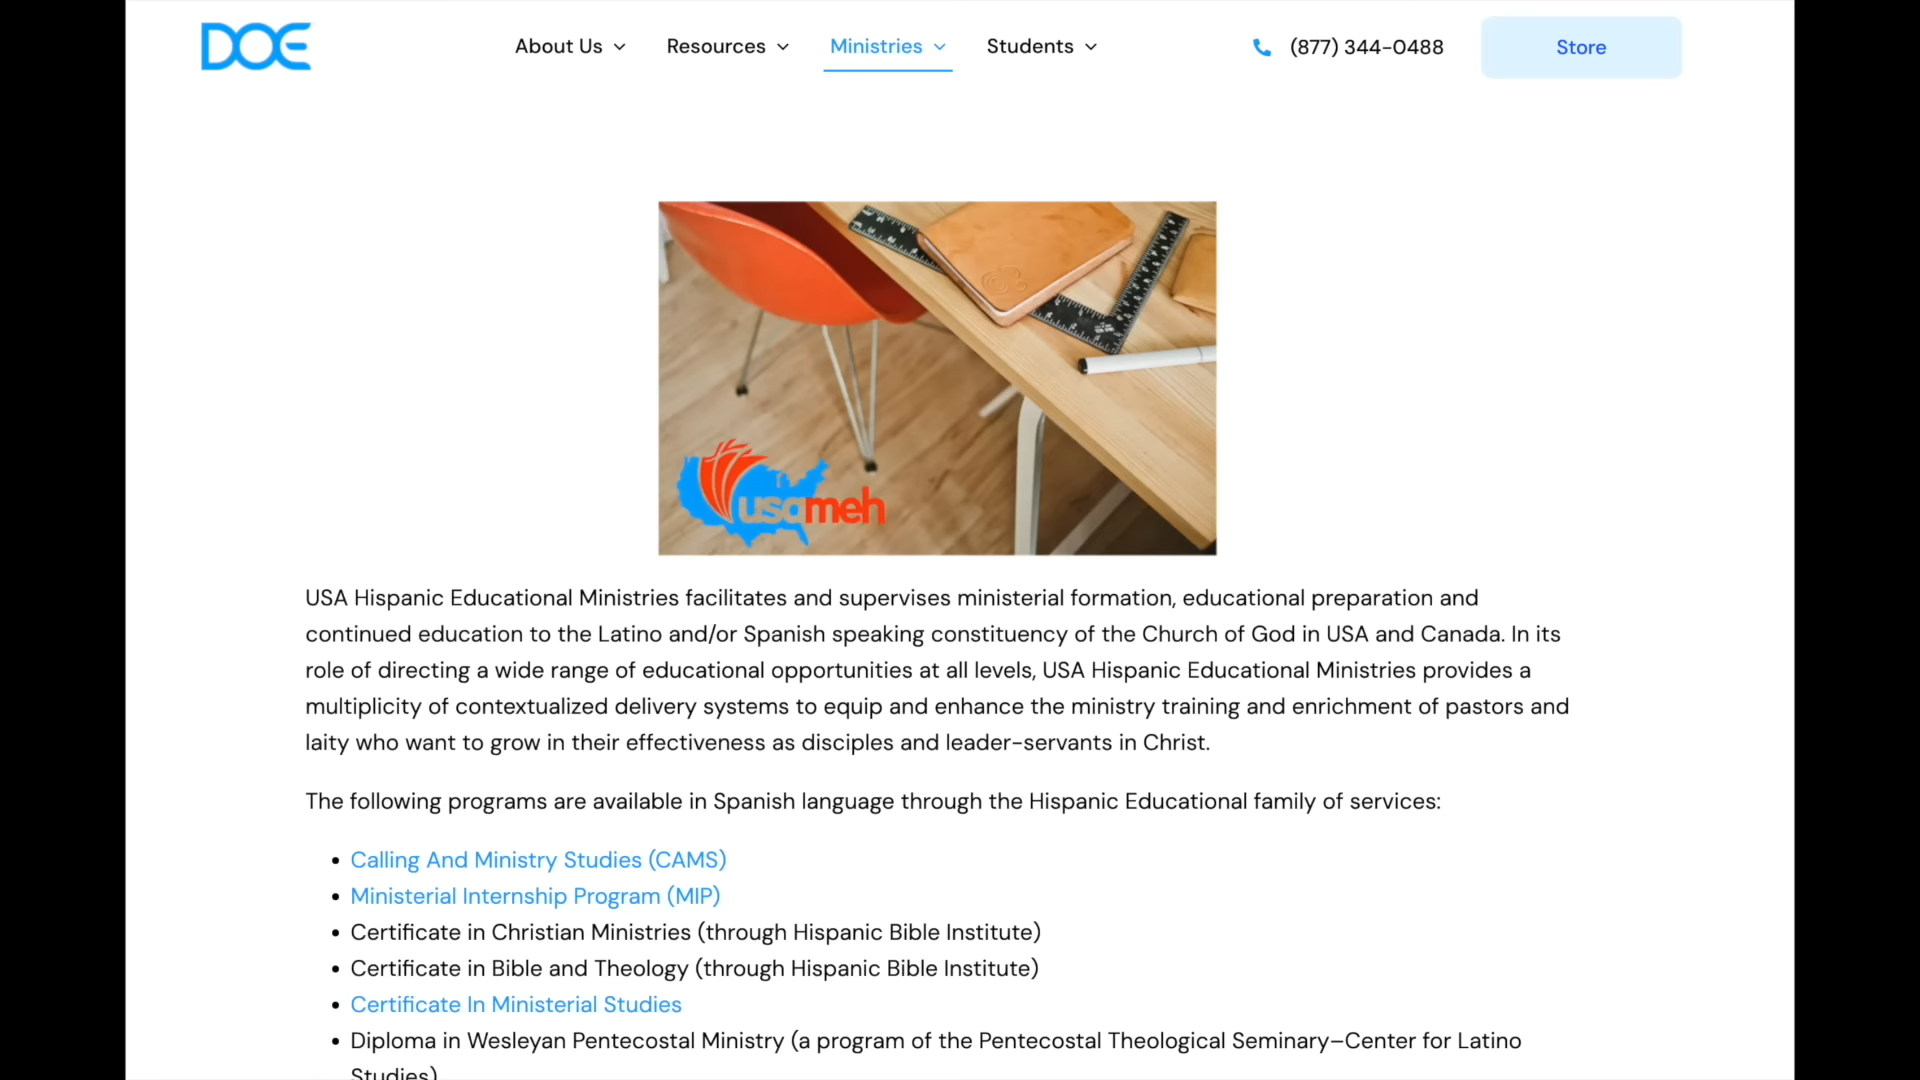 DOE
About Us
Resources
Ministries
Students
(877) 344-0488
Store
usameh
USA Hispanic Educational Ministries facilitates and supervises ministerial formation, educational preparation and
continued education to the Latino and/or Spanish speaking constituency of the Church of God in USA and Canada. In its
role of directing a wide range of educational opportunities at all levels, USA Hispanic Educational Ministries provides a
multiplicity of contextualized delivery systems to equip and enhance the ministry training and enrichment of pastors and
laity who want to grow in their effectiveness as disciples and leader-servants in Christ.
The following programs are available in Spanish language through the Hispanic Educational family of services:
• Calling And Ministry Studies (CAMS)
• Ministerial Internship Program (MIP)
• Certificate in Christian Ministries (through Hispanic Bible Institute)
• Certificate in Bible and Theology (through Hispanic Bible Institute)
• Certificate In Ministerial Studies
• Diploma in Wesleyan Pentecostal Ministry (a program of the Pentecostal Theological Seminary–Center for Latino
Studies)